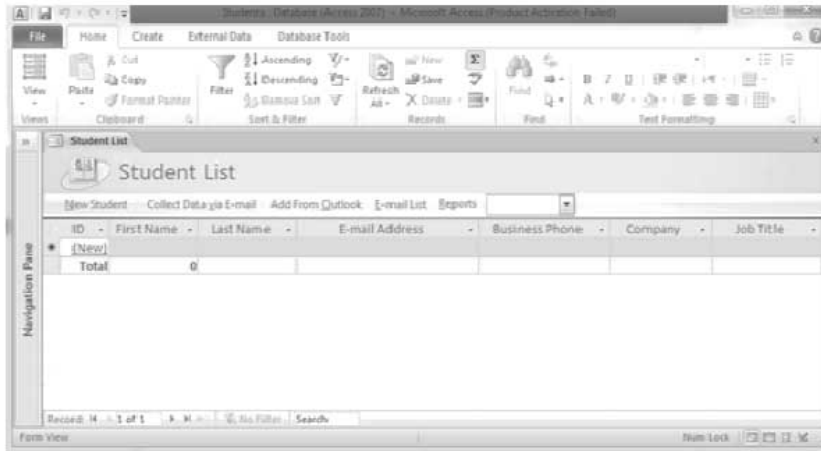 Students : Database (Access 2007) - Microsoft Access (Product Activation Failed)
File Home Create External Data Database Tools
View Paste Cut Copy Format Painter Filter Ascending Descending Remove Sort Refresh All New Save Delete Find
Views Clipboard Sort & Filter Records Find Text Formatting
Student List
Student List
New Student Collect Data via E-mail Add From Outlook E-mail List Reports
ID First Name Last Name E-mail Address Business Phone Company Job Title
(New)
Total 0
Navigation Pane
Record: 1 of 1 No Filter Search
Form View Num Lock